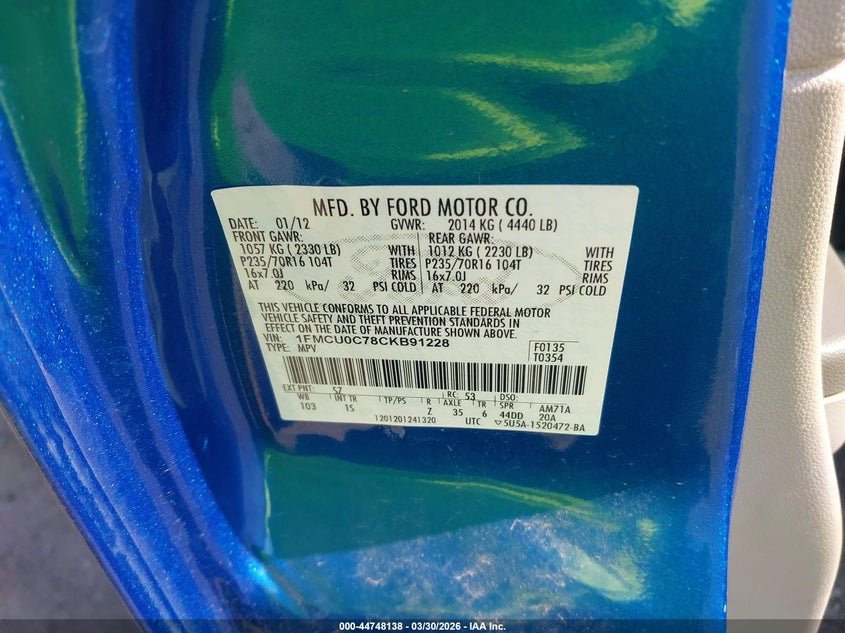 MFD. BY FORD MOTOR CO.
DATE: 01/12 GVWR: 2014 KG ( 4440 LB)
FRONT GAWR: REAR GAWR:
1057 KG ( 2330 LB) WITH 1012 KG ( 2230 LB) WITH
P235/70R16 104T TIRES P235/70R16 104T TIRES
16x7.0J RIMS 16x7.0J RIMS
AT 220 kPa/ 32 PSI COLD AT 220 kPa/ 32 PSI COLD
THIS VEHICLE CONFORMS TO ALL APPLICABLE FEDERAL MOTOR
VEHICLE SAFETY AND THEFT PREVENTION STANDARDS IN
EFFECT ON THE DATE OF MANUFACTURE SHOWN ABOVE.
VIN: 1FMCU0C78CKB91228 F0135
TYPE: MPV T0354
EXT PNT: SZ RC: 53 DSO:
WB INT TR TP/PS R AXLE TR SPR AM71A
103 1S Z 35 6 44DD 20A
1201201241320 UTC ▽5U5A-1520472-BA
000-44748138 — 03/30/2026 — IAA Inc.